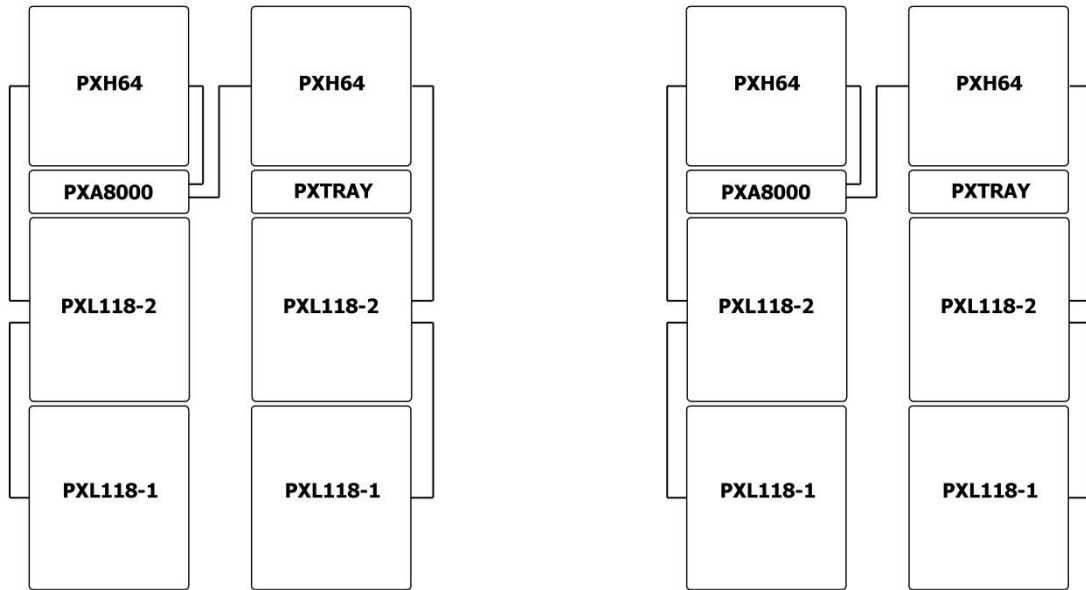 PXH64 PXH64 PXH64 PXH64
PXA8000 PXTRAY PXA8000 PXTRAY
PXL118-2 PXL118-2 PXL118-2 PXL118-2
PXL118-1 PXL118-1 PXL118-1 PXL118-1